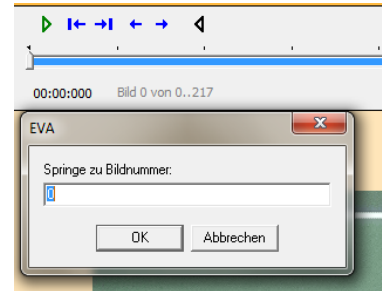 00:00:000 Bild 0 von 0..217
EVA
Springe zu Bildnummer:
0
OK Abbrechen